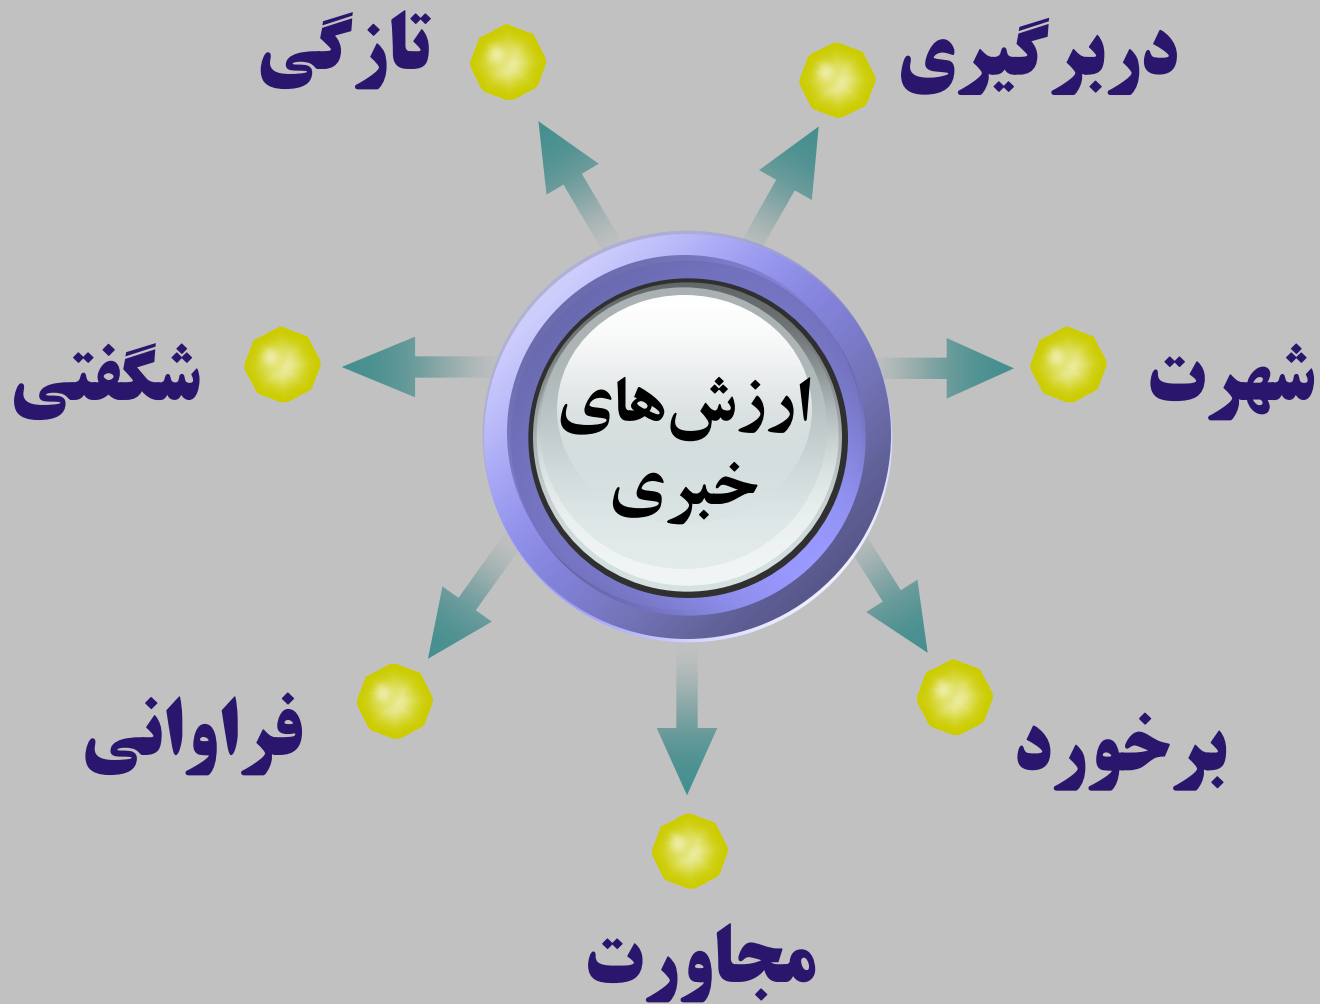 دربرگیری
تازگی
شهرت
ارزش‌های
خبری
شگفتی
برخورد
فراوانی
مجاورت